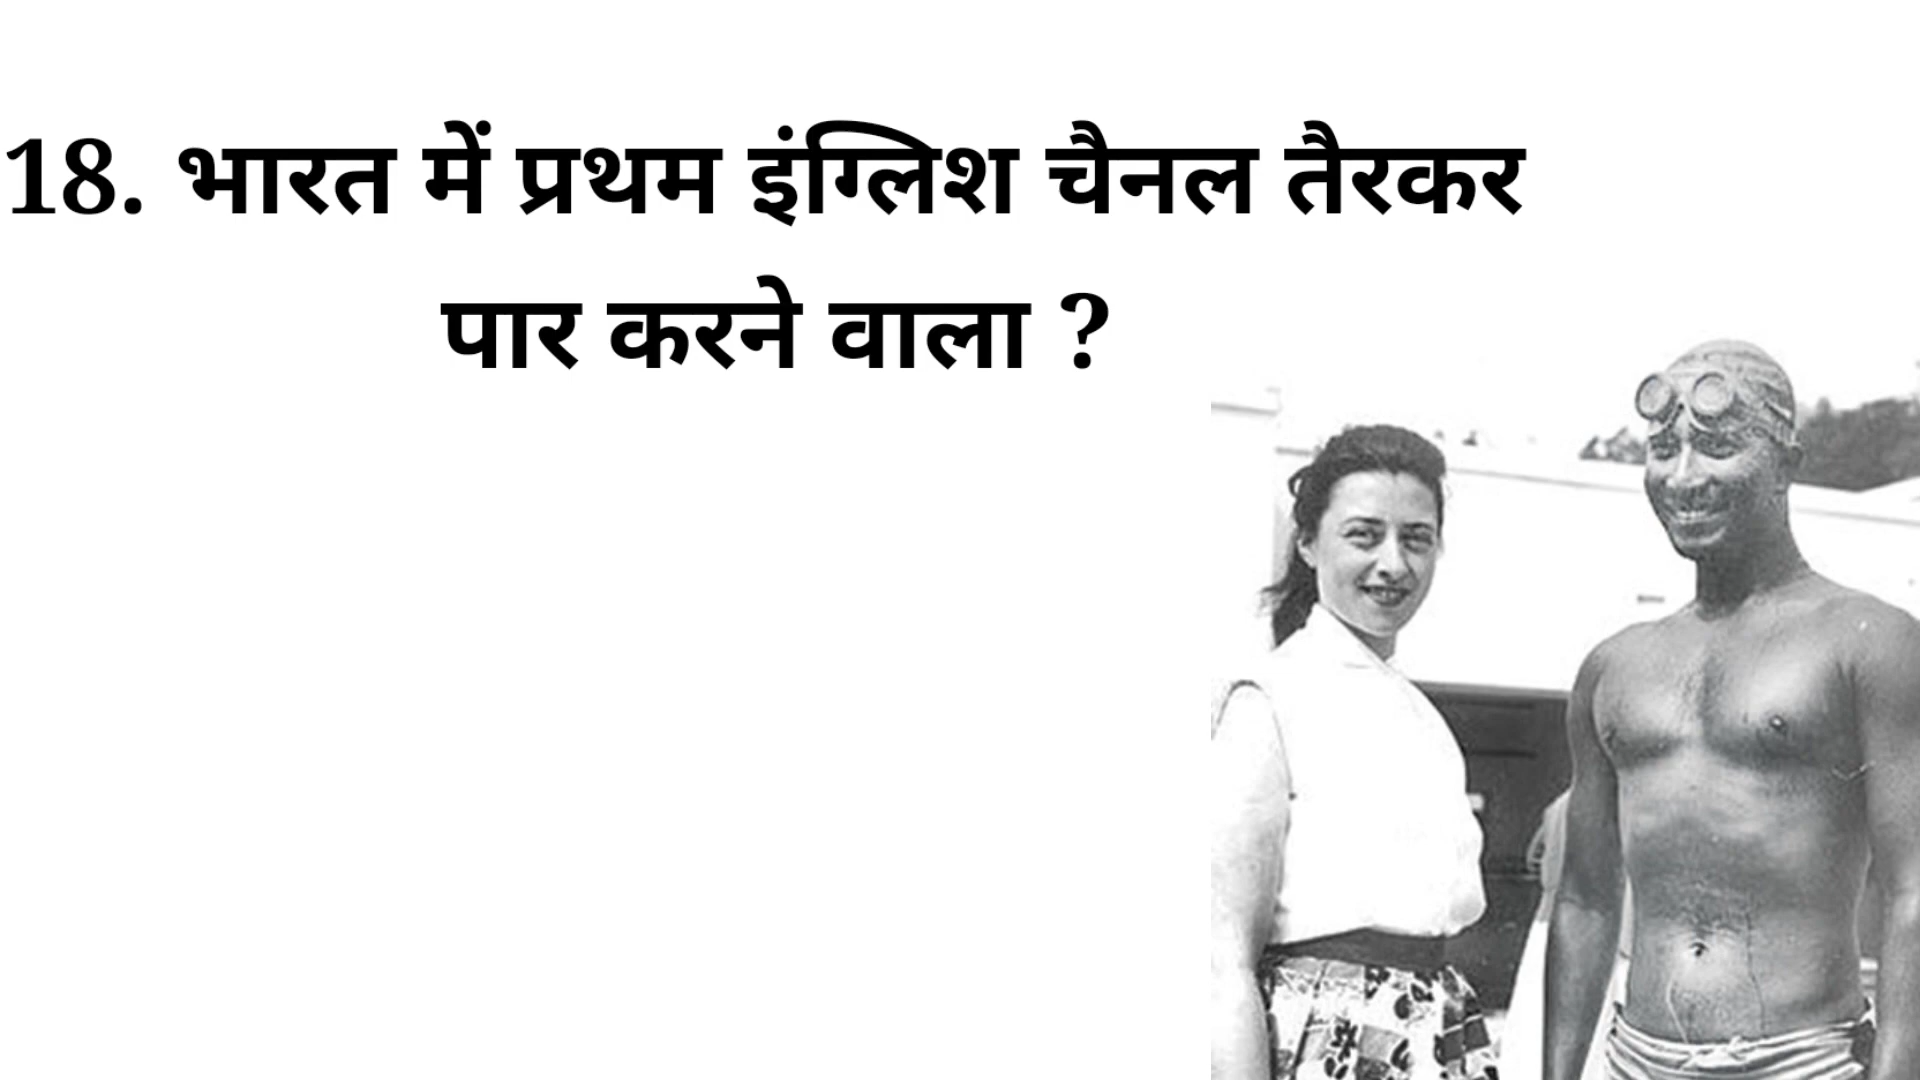 18. भारत में प्रथम इंग्लिश चैनल तैरकर
पार करने वाला ?